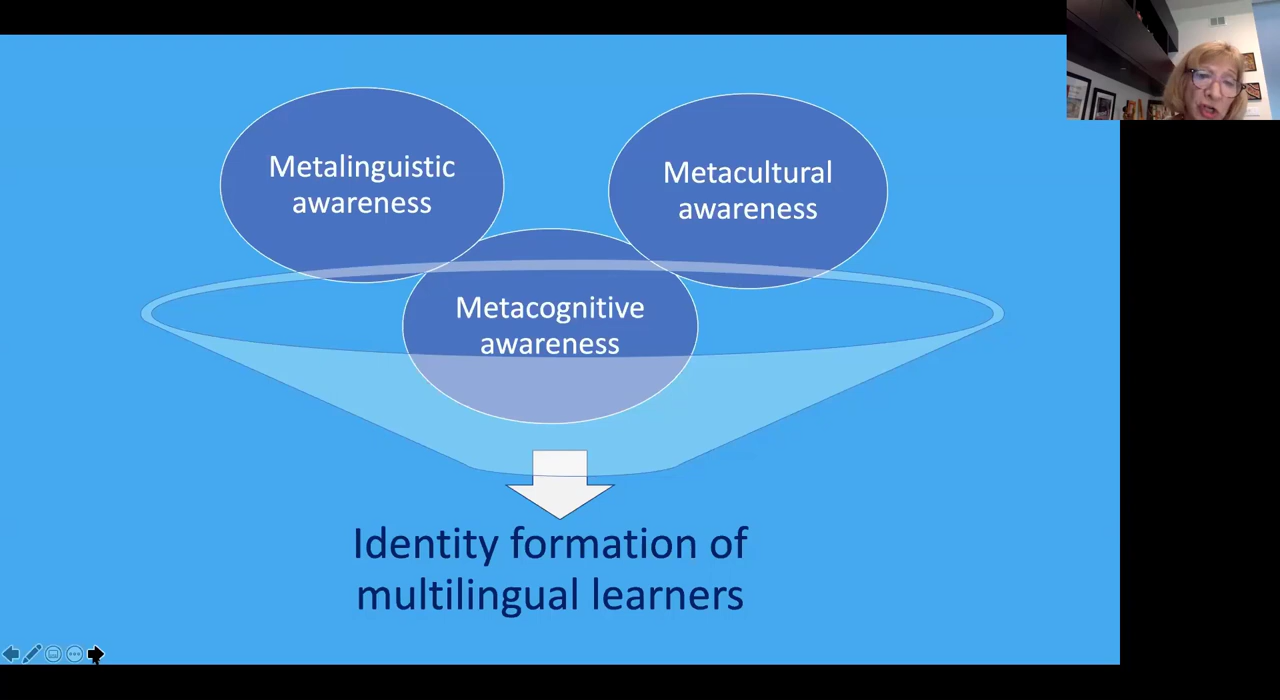 Metalinguistic
awareness
Metacultural
awareness
Metacognitive
awareness
Identity formation of
multilingual learners